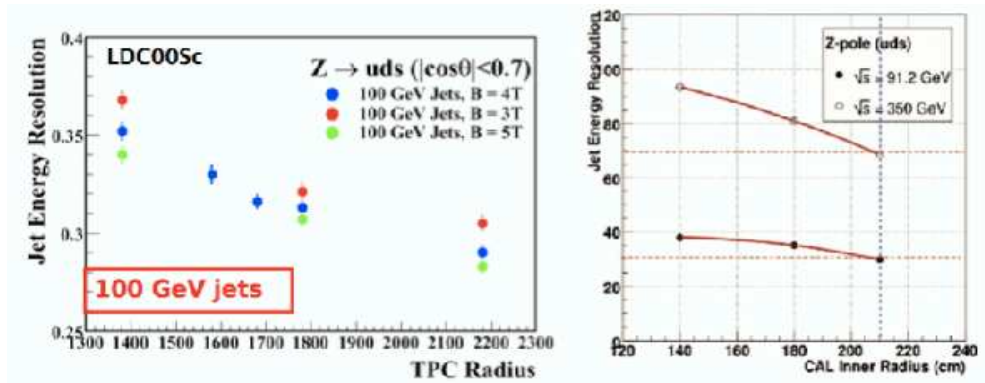 LDC00Sc
Z → uds (|cosθ|<0.7)
100 GeV Jets, B = 4T
100 GeV Jets, B = 3T
100 GeV Jets, B = 5T
100 GeV jets
Jet Energy Resolution
0.4
0.35
0.3
0.25
1300 1400 1500 1600 1700 1800 1900 2000 2100 2200 2300
TPC Radius
Z-pole (uds)
√s = 91.2 GeV
√s = 350 GeV
Jet Energy Resolution
120
100
80
60
40
20
0
120 140 160 180 200 220 240
CAL Inner Radius (cm)